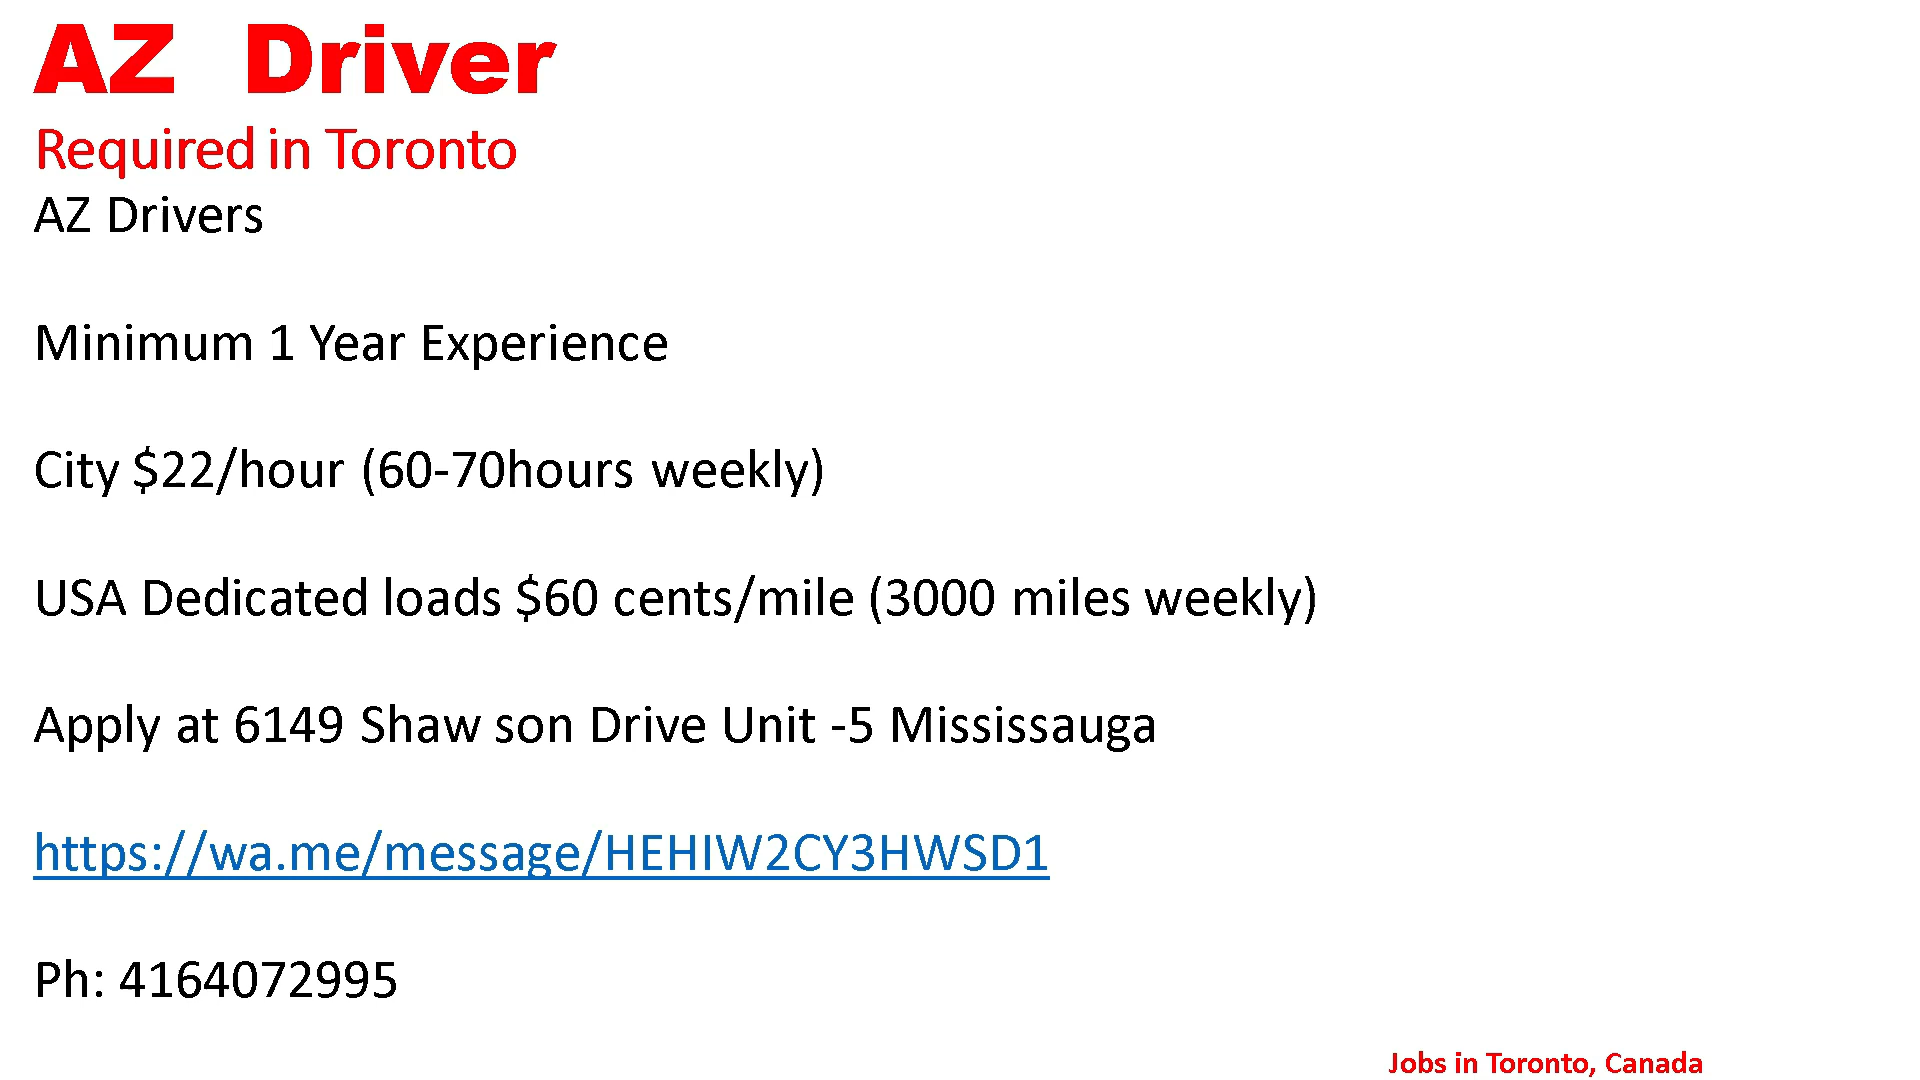 AZ Driver
Required in Toronto
AZ Drivers
Minimum 1 Year Experience
City $22/hour (60-70hours weekly)
USA Dedicated loads $60 cents/mile (3000 miles weekly)
Apply at 6149 Shaw son Drive Unit -5 Mississauga
https://wa.me/message/HEHIW2CY3HWSD1
Ph: 4164072995
Jobs in Toronto, Canada